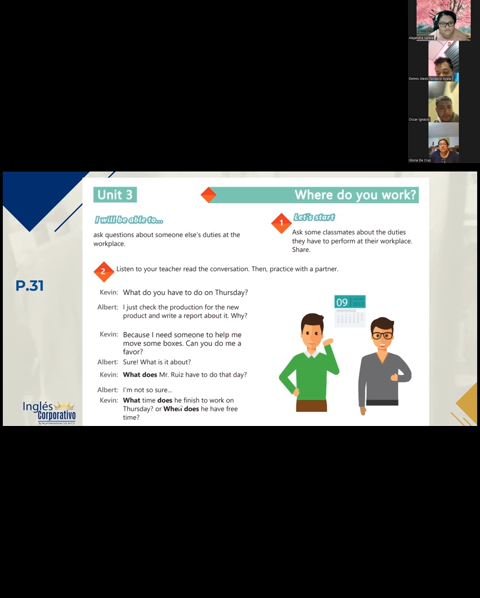 Unit 3
Where do you work?
I will be able to...
ask questions about someone else's duties at the
workplace.
1
Let's start
Ask some classmates about the duties
they have to perform at their workplace.
Share.
2
Listen to your teacher read the conversation. Then, practice with a partner.
P.31
Kevin: What do you have to do on Thursday?
Albert: I just check the production for the new
product and write a report about it. Why?
Kevin: Because I need someone to help me
move some boxes. Can you do me a
favor?
Albert: Sure! What is it about?
Kevin: What does Mr. Ruiz have to do that day?
Albert: I'm not so sure...
Kevin: What time does he finish to work on
Thursday? or When does he have free
time?
09
Inglés
Corporativo